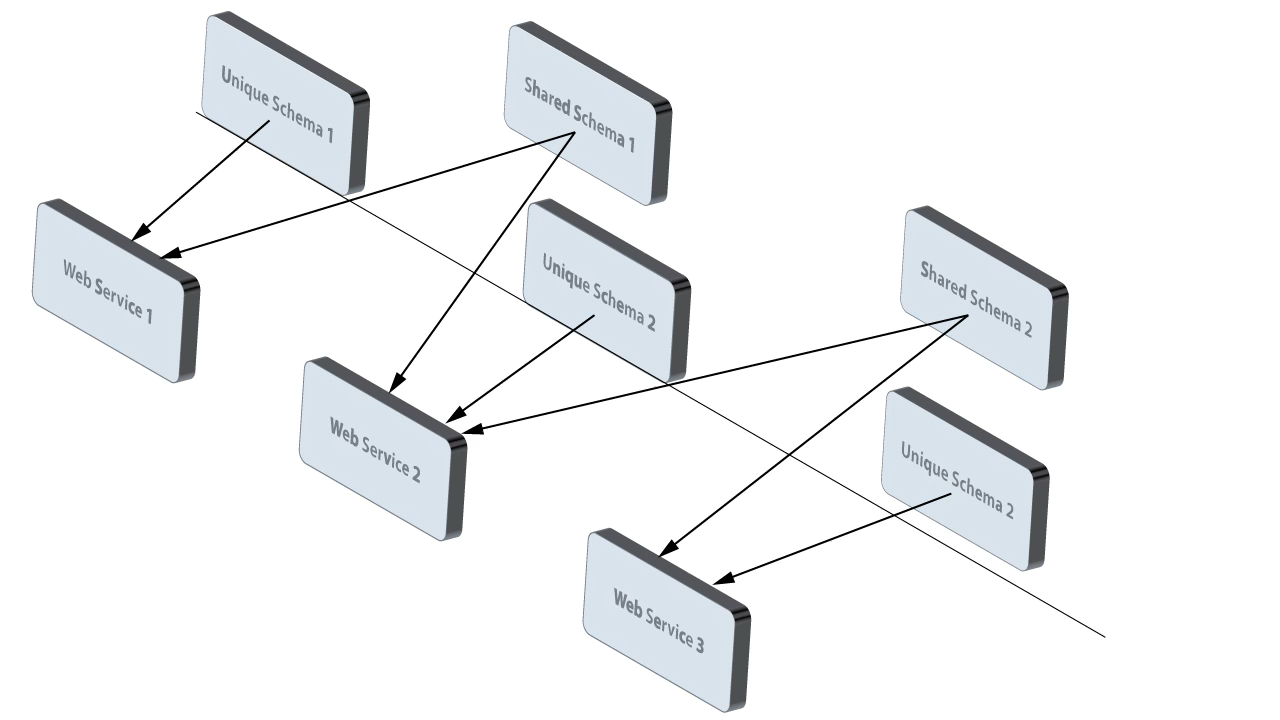 Unique Schema 1
Shared Schema 1
Web Service 1
Unique Schema 2
Shared Schema 2
Web Service 2
Unique Schema 2
Web Service 3